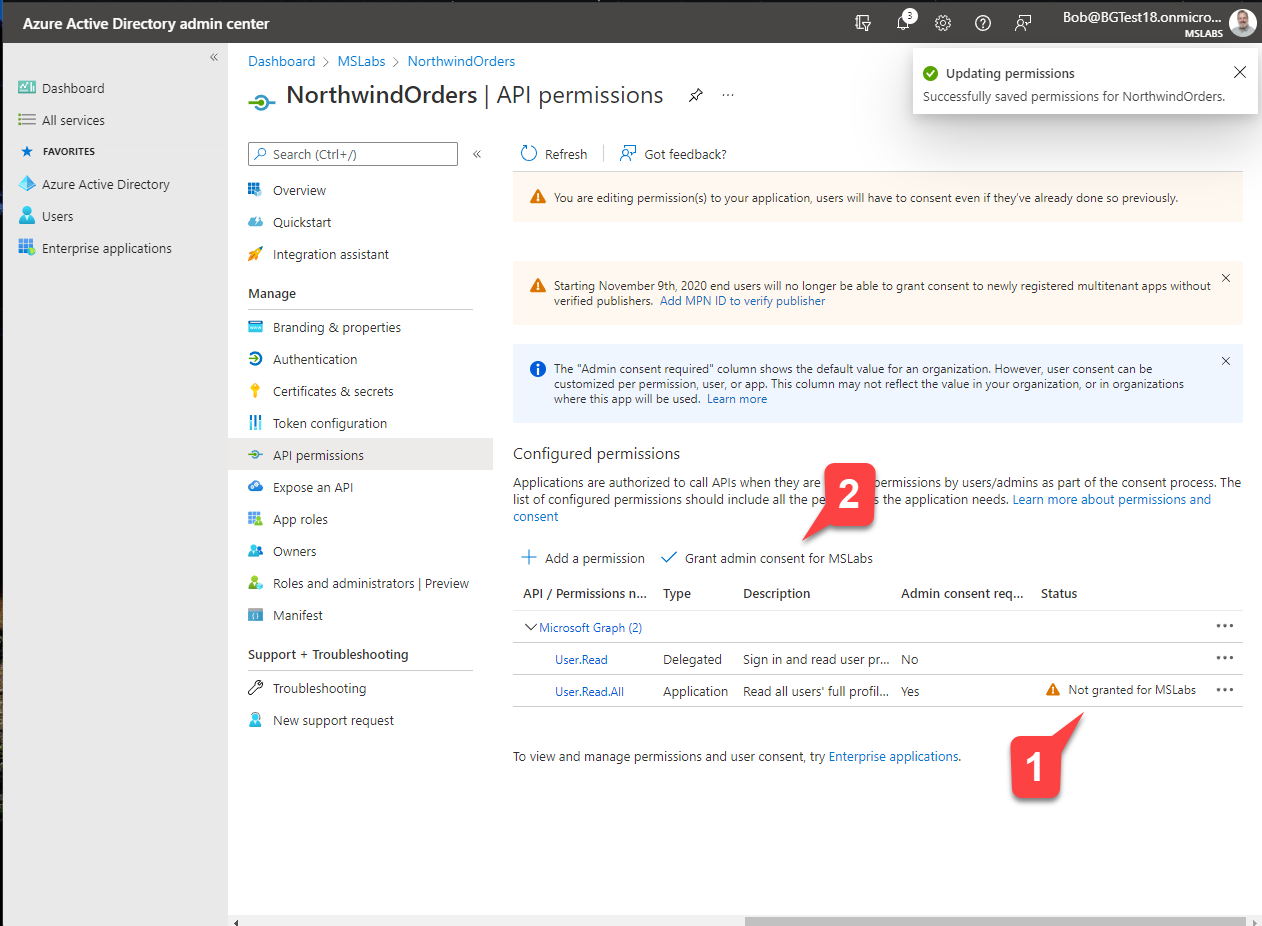 Azure Active Directory admin center
3
Bob@BGTest18.onmicro...
MSLABS
Updating permissions
Successfully saved permissions for NorthwindOrders.
Dashboard
All services
FAVORITES
Azure Active Directory
Users
Enterprise applications
Dashboard > MSLabs > NorthwindOrders
NorthwindOrders | API permissions
Search (Ctrl+/)
Overview
Quickstart
Integration assistant
Manage
Branding & properties
Authentication
Certificates & secrets
Token configuration
API permissions
Expose an API
App roles
Owners
Roles and administrators | Preview
Manifest
Support + Troubleshooting
Troubleshooting
New support request
Refresh
Got feedback?
You are editing permission(s) to your application, users will have to consent even if they've already done so previously.
Starting November 9th, 2020 end users will no longer be able to grant consent to newly registered multitenant apps without
verified publishers. Add MPN ID to verify publisher
The "Admin consent required" column shows the default value for an organization. However, user consent can be
customized per permission, user, or app. This column may not reflect the value in your organization, or in organizations
where this app will be used. Learn more
Configured permissions
Applications are authorized to call APIs when they are permissions by users/admins as part of the consent process. The
list of configured permissions should include all the the application needs. Learn more about permissions and
consent
2
Add a permission
Grant admin consent for MSLabs
API / Permissions n... Type Description Admin consent req... Status
Microsoft Graph (2)
User.Read Delegated Sign in and read user pr... No
User.Read.All Application Read all users' full profil... Yes Not granted for MSLabs
1
To view and manage permissions and user consent, try Enterprise applications.